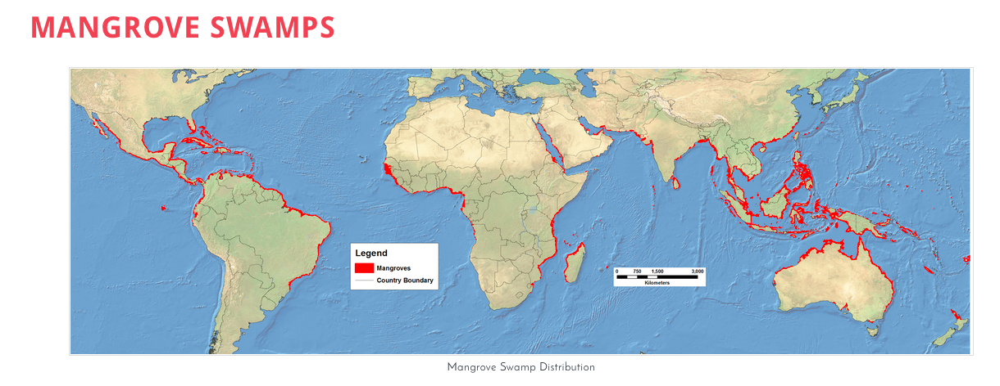 MANGROVE SWAMPS
Legend
Mangroves
Country Boundary
0 750 1,500 3,000
Kilometers
Mangrove Swamp Distribution